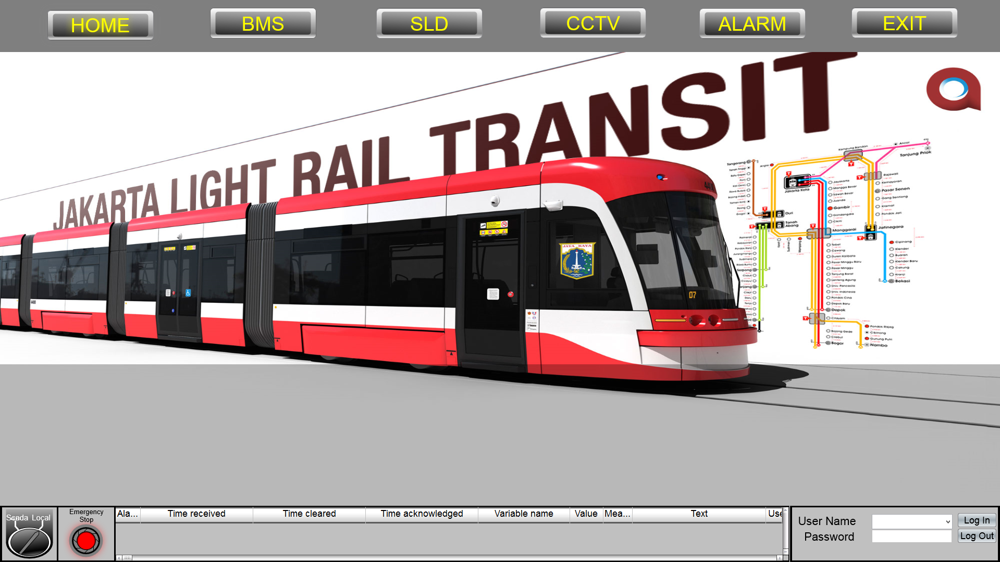 HOME
BMS
SLD
CCTV
ALARM
EXIT
JAKARTA LIGHT RAIL TRANSIT
Kampung Bandan
Ancol
Tanjung Priok
Tangerang
Angke
Rajawali
Kemayoran
Pasar Senen
Gang Sentiong
Kramat
Pondok Jati
Jakarta Kota
Jayakarta
Mangga Besar
Sawah Besar
Juanda
Gambir
Gondangdia
Cikini
Duri
Tanah
Abang
Manggarai
Jatinegara
Cipinang
Klender
Buaran
Klender Baru
Cakung
Kranji
Bekasi
Tebet
Cawang
Duren Kalibata
Pasar Minggu Baru
Pasar Minggu
Tanjung Barat
Lenteng Agung
Univ. Pancasila
Univ. Indonesia
Pondok Cina
Depok Baru
Depok
Citayam
Bojong Gede
Cilebut
Bogor
Pondok Rajeg
Cibinong
Gunung Putri
Nambo
Serpong
JAYA RAYA
07
4400
Scada Local
Emergency
Stop
Ala... Time received Time cleared Time acknowledged Variable name Value Mea... Text Use
User Name
Log In
Password
Log Out